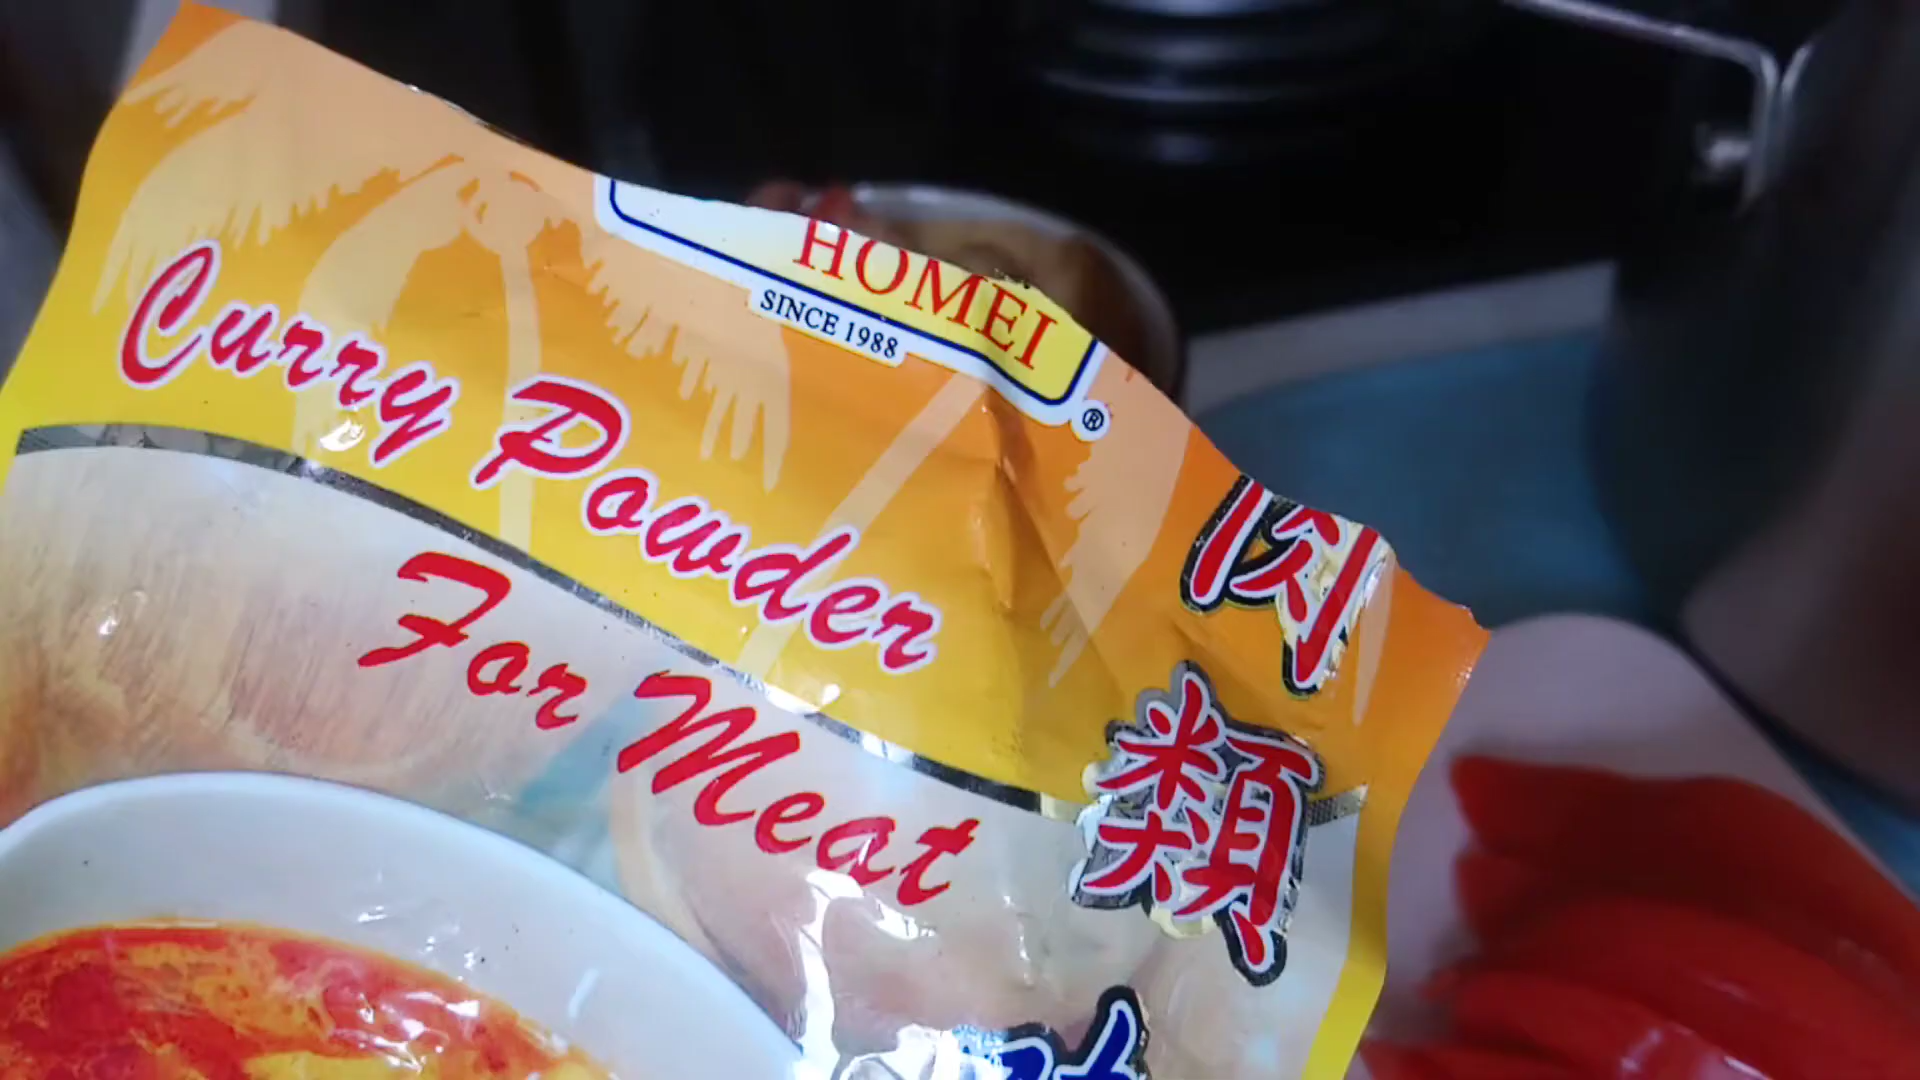 HOMEI
SINCE 1988
®
Curry Powder
For Meat
肉
類